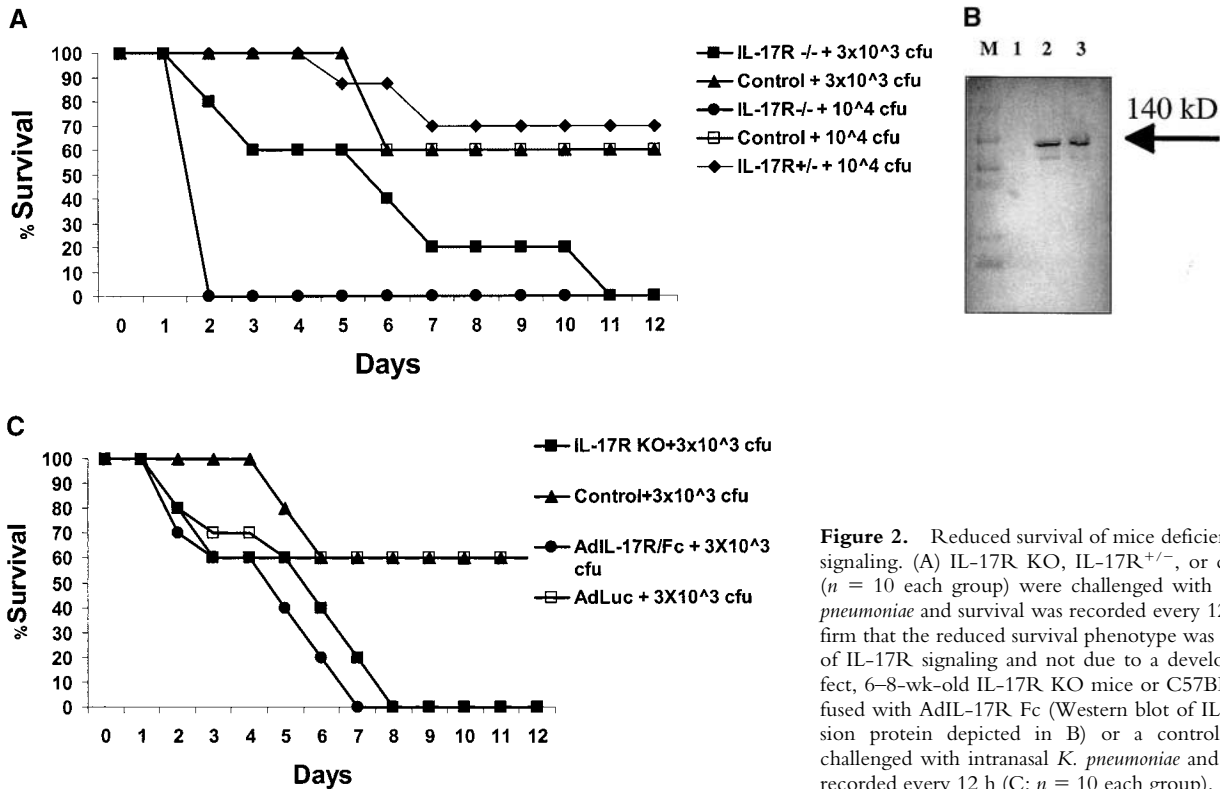 A
100
90
80
70
60
50
40
30
20
10
0
% Survival
0 1 2 3 4 5 6 7 8 9 10 11 12
Days
IL-17R -/- + 3x10^3 cfu
Control + 3x10^3 cfu
IL-17R-/- + 10^4 cfu
Control + 10^4 cfu
IL-17R+/- + 10^4 cfu
B
M 1 2 3
140 kD
C
100
90
80
70
60
50
40
30
20
10
0
%Survival
0 1 2 3 4 5 6 7 8 9 10 11 12
Days
IL-17R KO+3x10^3 cfu
Control+3x10^3 cfu
AdIL-17R/Fc + 3X10^3
cfu
AdLuc + 3X10^3 cfu
Figure 2. Reduced survival of mice deficien
signaling. (A) IL-17R KO, IL-17R+/−, or c
(n = 10 each group) were challenged with
pneumoniae and survival was recorded every 12
firm that the reduced survival phenotype was
of IL-17R signaling and not due to a develo
fect, 6–8-wk-old IL-17R KO mice or C57Bl
fused with AdIL-17R Fc (Western blot of IL-
sion protein depicted in B) or a control
challenged with intranasal K. pneumoniae and
recorded every 12 h (C; n = 10 each group).